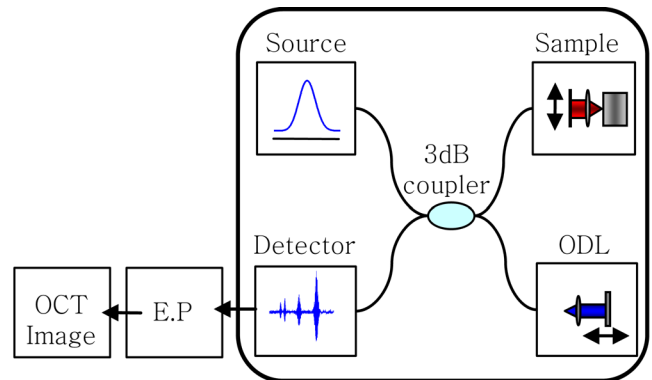 Source
Sample
3dB
coupler
Detector
ODL
OCT
Image
E.P